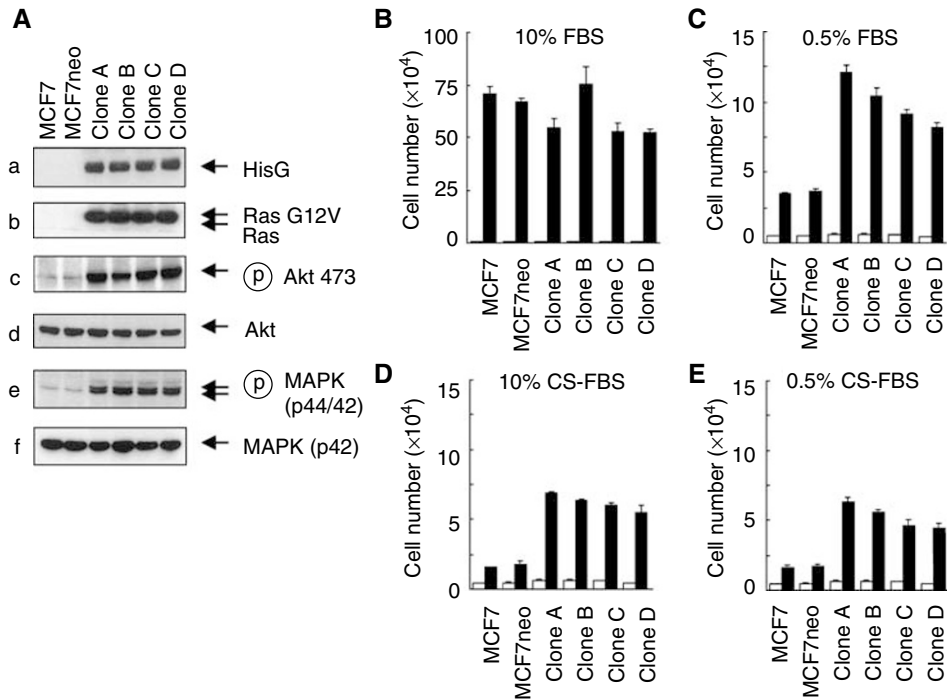 A
MCF7
MCF7neo
Clone A
Clone B
Clone C
Clone D
a
HisG
b
Ras G12V
Ras
c
p Akt 473
d
Akt
e
p MAPK
(p44/42)
f
MAPK (p42)
B
10% FBS
Cell number (×10⁴)
100
75
50
25
0
MCF7
MCF7neo
Clone A
Clone B
Clone C
Clone D
C
0.5% FBS
Cell number (×10⁴)
15
10
5
0
MCF7
MCF7neo
Clone A
Clone B
Clone C
Clone D
D
10% CS-FBS
Cell number (×10⁴)
15
10
5
0
MCF7
MCF7neo
Clone A
Clone B
Clone C
Clone D
E
0.5% CS-FBS
Cell number (×10⁴)
15
10
5
0
MCF7
MCF7neo
Clone A
Clone B
Clone C
Clone D